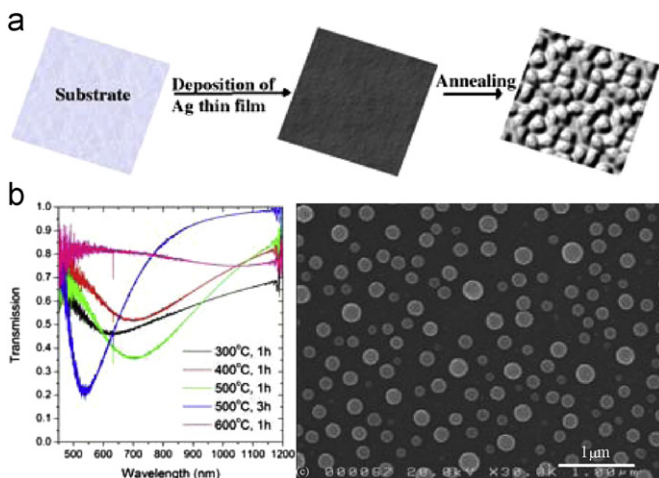 a
Substrate
Deposition of
Ag thin film
Annealing
b
1.0
0.9
0.8
0.7
0.6
0.5
0.4
0.3
0.2
0.1
0.0
Transmission
300°C, 1h
400°C, 1h
500°C, 1h
500°C, 3h
600°C, 1h
500 600 700 800 900 1000 1100 1200
Wavelength (nm)
1µm
20.0kV X30.0K 1.00µm